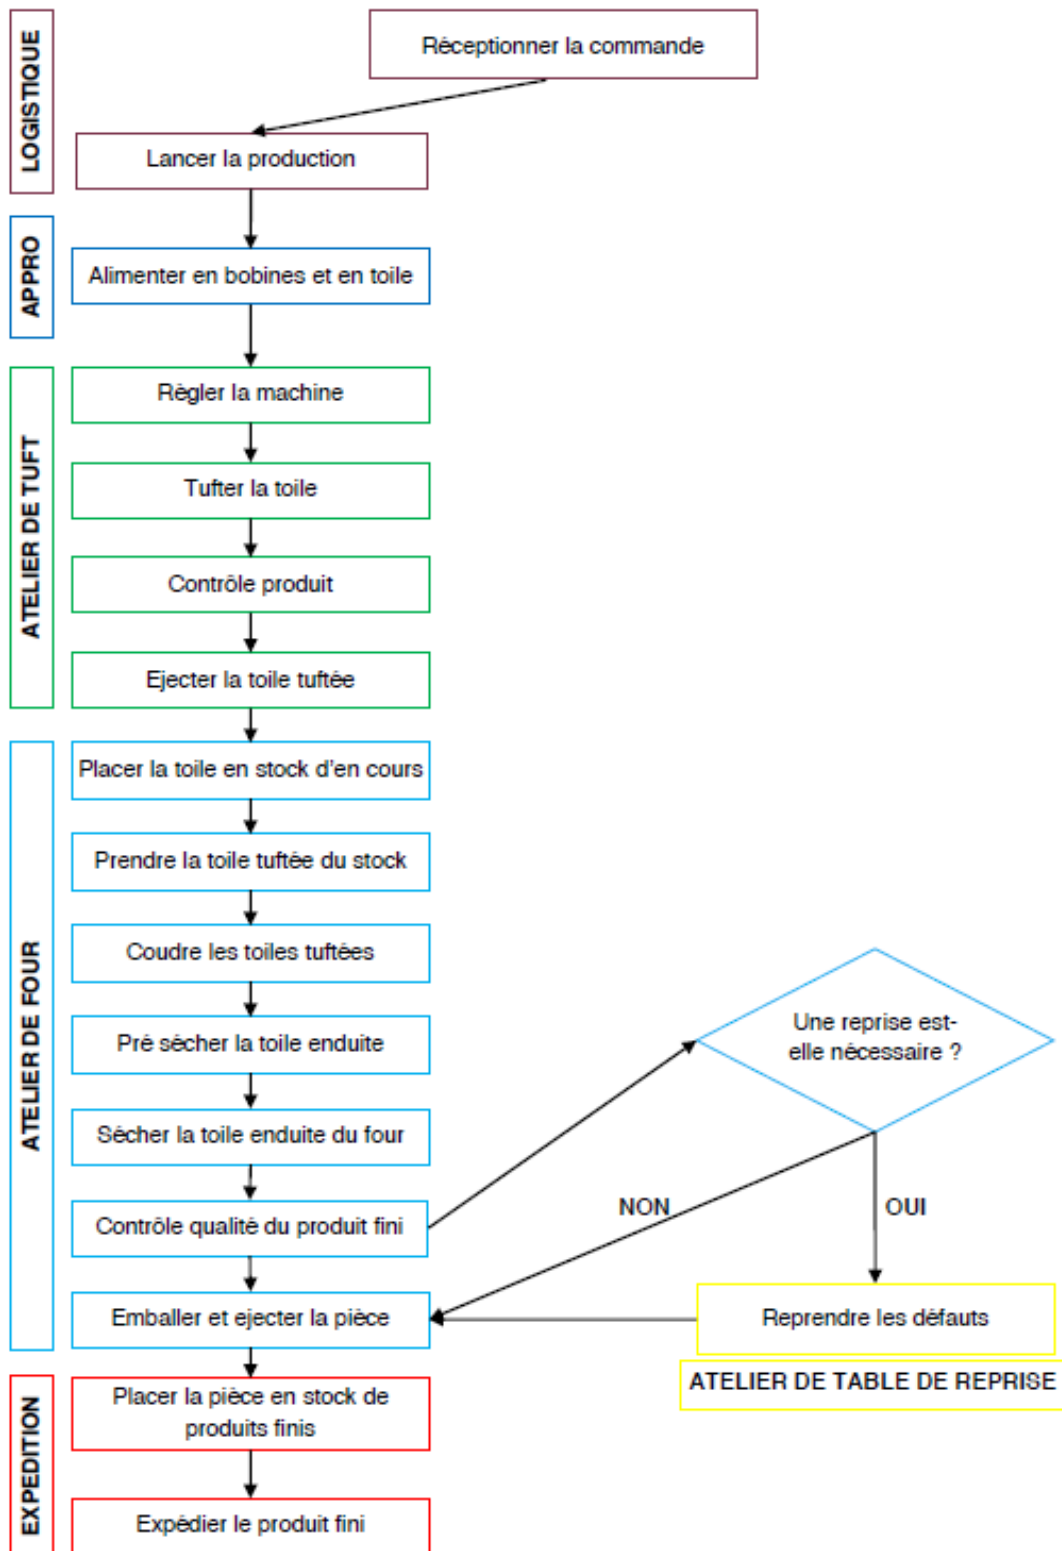 LOGISTIQUE
Réceptionner la commande
Lancer la production
APPRO
Alimenter en bobines et en toile
ATELIER DE TUFT
Règler la machine
Tufter la toile
Contrôle produit
Ejecter la toile tuftée
ATELIER DE FOUR
Placer la toile en stock d'en cours
Prendre la toile tuftée du stock
Coudre les toiles tuftées
Pré sécher la toile enduite
Sécher la toile enduite du four
Contrôle qualité du produit fini
Une reprise est-
elle nécessaire ?
NON
OUI
Emballer et ejecter la pièce
Reprendre les défauts
ATELIER DE TABLE DE REPRISE
EXPEDITION
Placer la pièce en stock de
produits finis
Expédier le produit fini